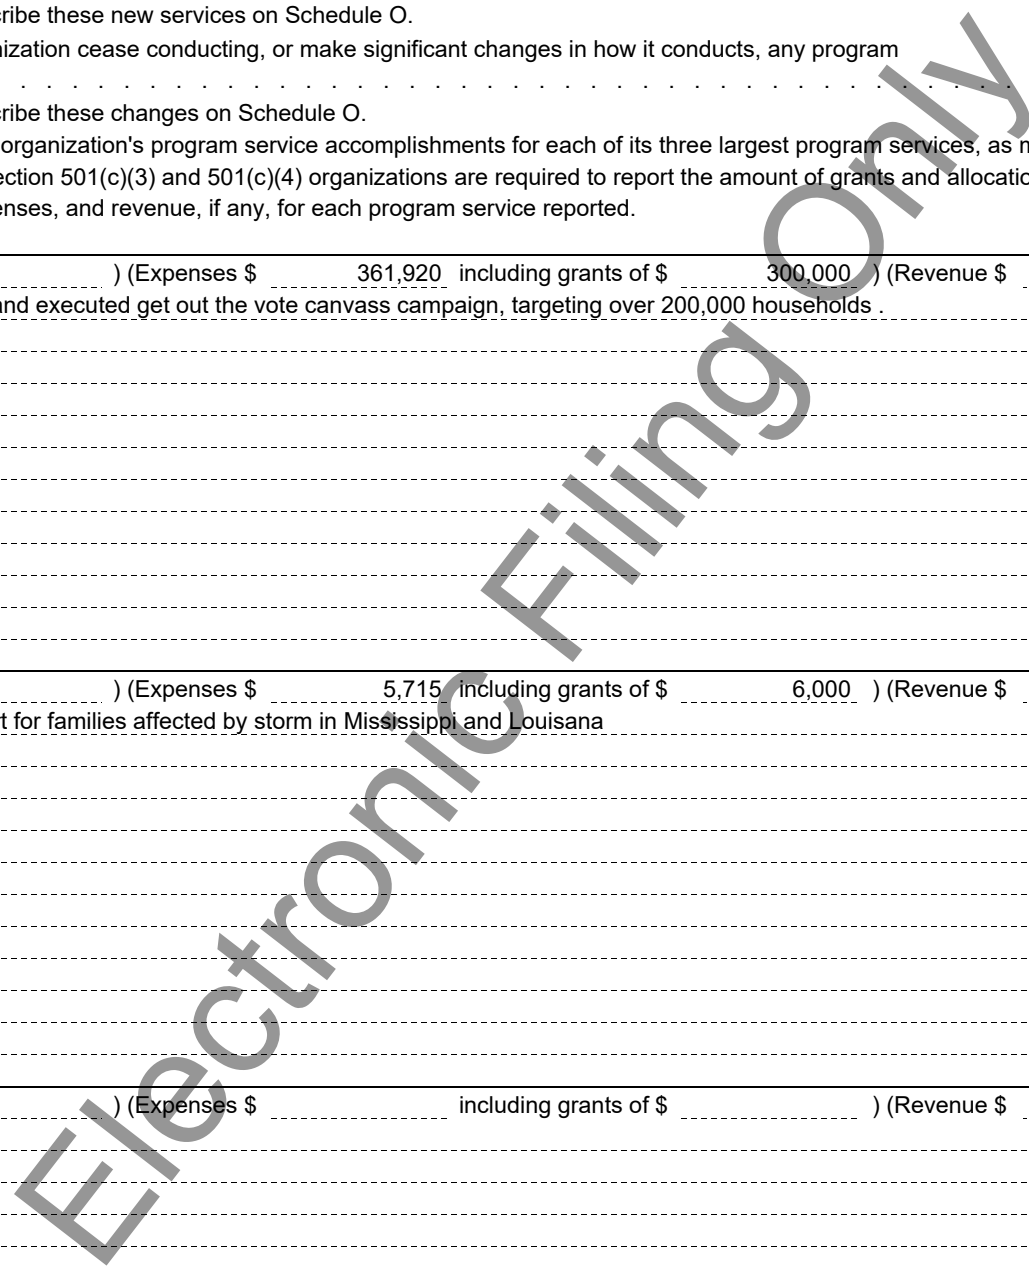 ribe these new services on Schedule O.
nization cease conducting, or make significant changes in how it conducts, any program
. . . . . . . . . . . . . . . . . . . . . . . . . . . . . . . . . . . . . . .
ribe these changes on Schedule O.
organization's program service accomplishments for each of its three largest program services, as m
ection 501(c)(3) and 501(c)(4) organizations are required to report the amount of grants and allocatio
enses, and revenue, if any, for each program service reported.
) (Expenses $ 361,920 including grants of $ 300,000 ) (Revenue $
and executed get out the vote canvass campaign, targeting over 200,000 households .
) (Expenses $ 5,715 including grants of $ 6,000 ) (Revenue $
t for families affected by storm in Mississippi and Louisana
) (Expenses $ including grants of $ ) (Revenue $
Electronic Filing Only